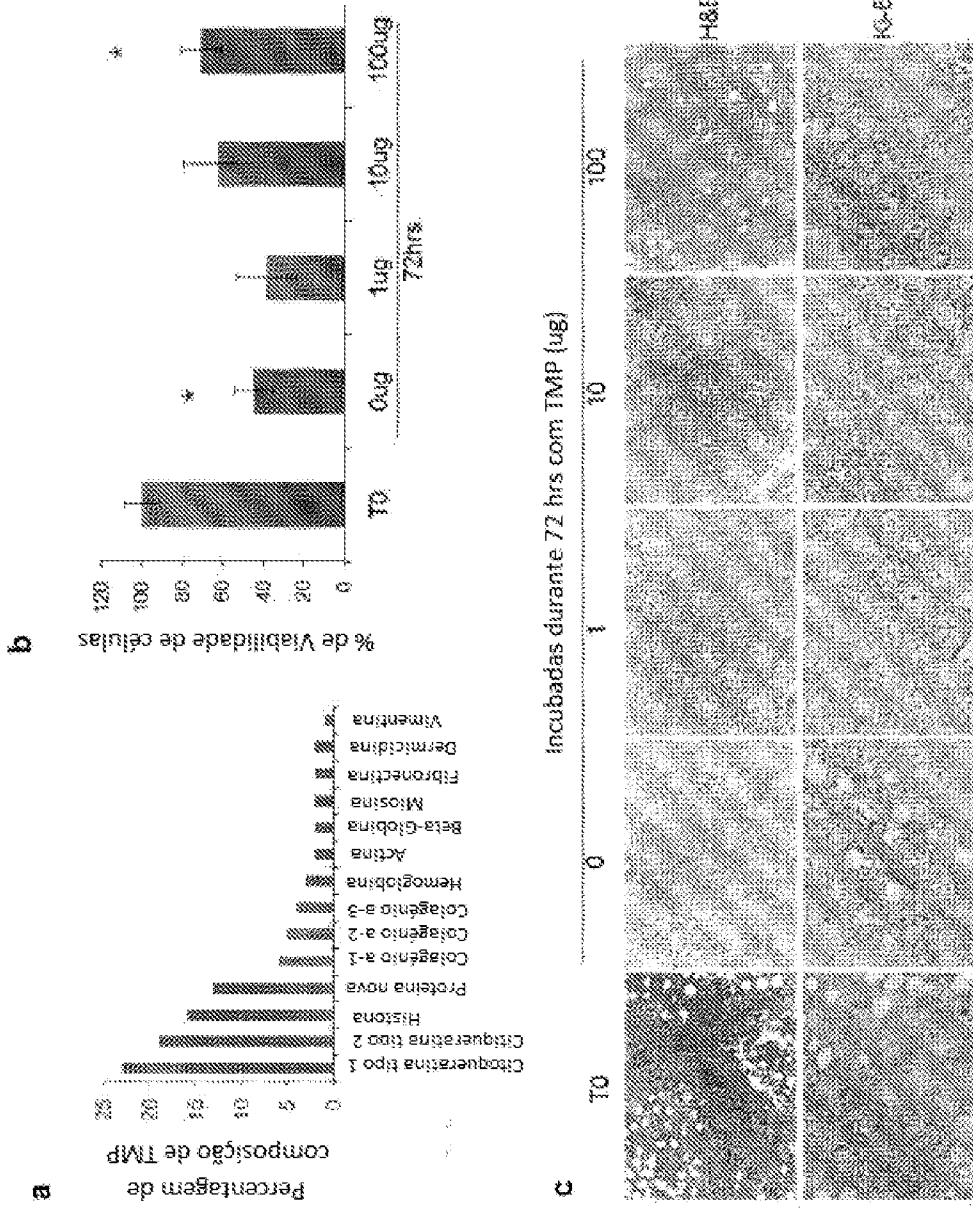 a
Percentagem de
composição de TMP
25
20
15
10
5
0
Citoqueratina tipo 1
Citiqueratina tipo 2
Histona
Proteína nova
Colagénio a-1
Colagénio a-2
Colagénio a-3
Hemoglobina
Actina
Beta-Globina
Miosina
Fibronectina
Dermicidina
Vimentina
b
% de Viabilidade de células
120
100
80
60
40
20
0
* *
T0 0ug 1ug 10ug 100ug
72hrs
c
Incubadas durante 72 hrs com TMP (ug)
T0 0 1 10 100
H&E
Ki-6